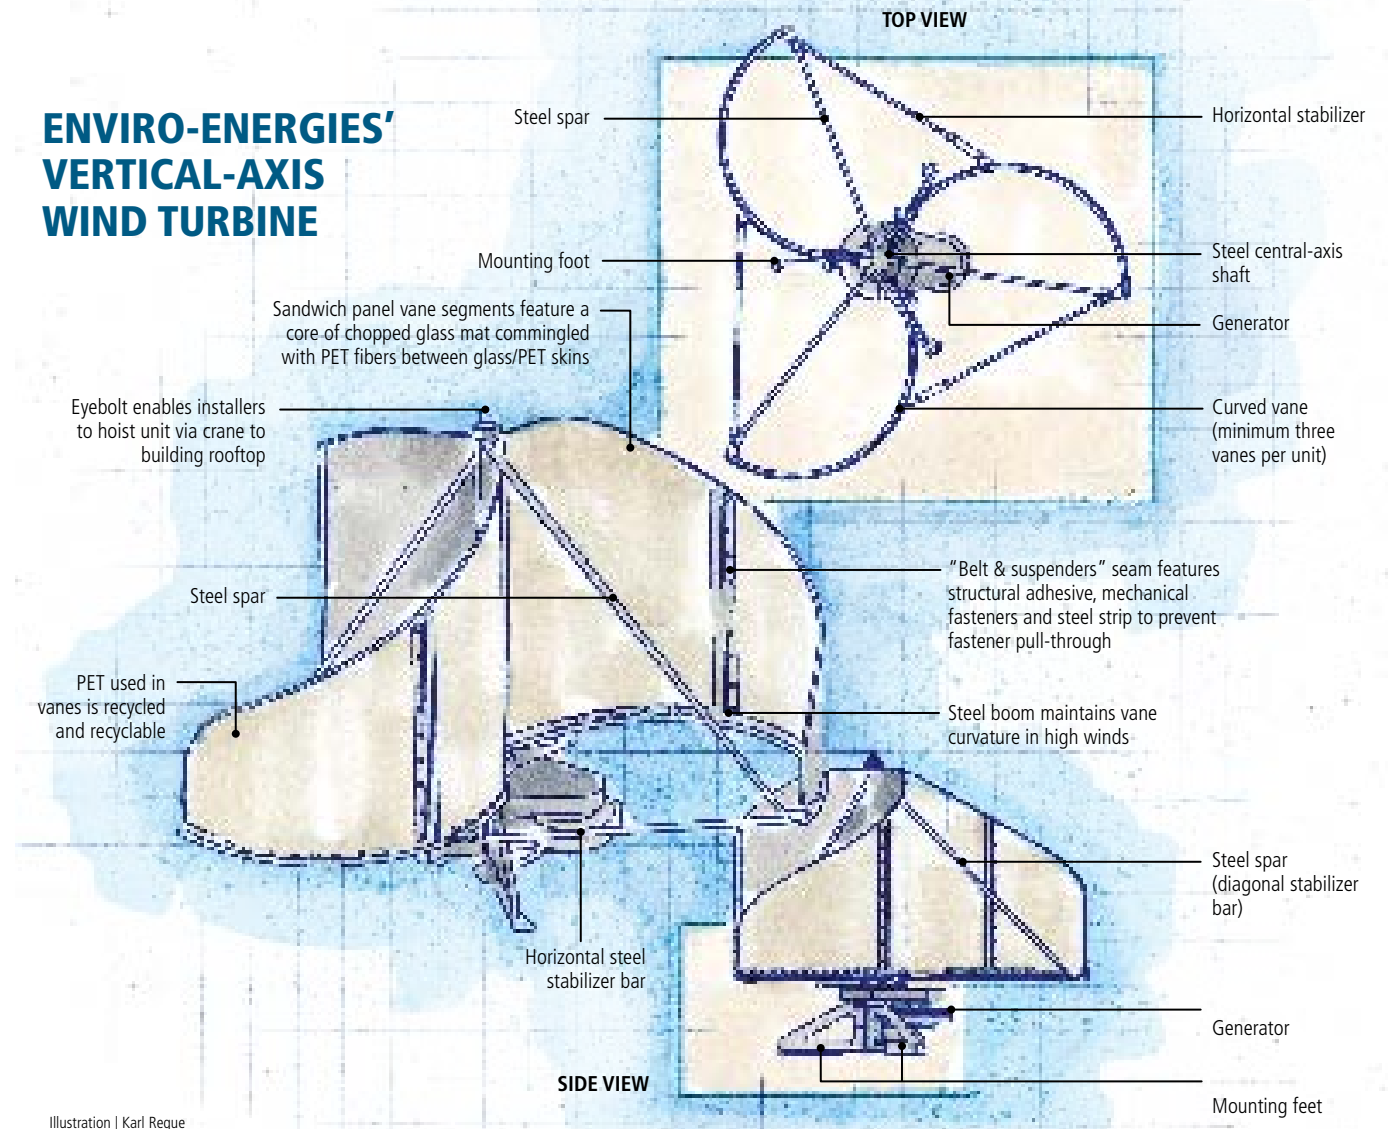 TOP VIEW
ENVIRO-ENERGIES’
VERTICAL-AXIS
WIND TURBINE
Steel spar
Horizontal stabilizer
Mounting foot
Steel central-axis
shaft
Generator
Sandwich panel vane segments feature a
core of chopped glass mat commingled
with PET fibers between glass/PET skins
Eyebolt enables installers
to hoist unit via crane to
building rooftop
Curved vane
(minimum three
vanes per unit)
Steel spar
“Belt & suspenders” seam features
structural adhesive, mechanical
fasteners and steel strip to prevent
fastener pull-through
PET used in
vanes is recycled
and recyclable
Steel boom maintains vane
curvature in high winds
Steel spar
(diagonal stabilizer
bar)
Horizontal steel
stabilizer bar
Generator
SIDE VIEW
Mounting feet
Illustration | Karl Reque